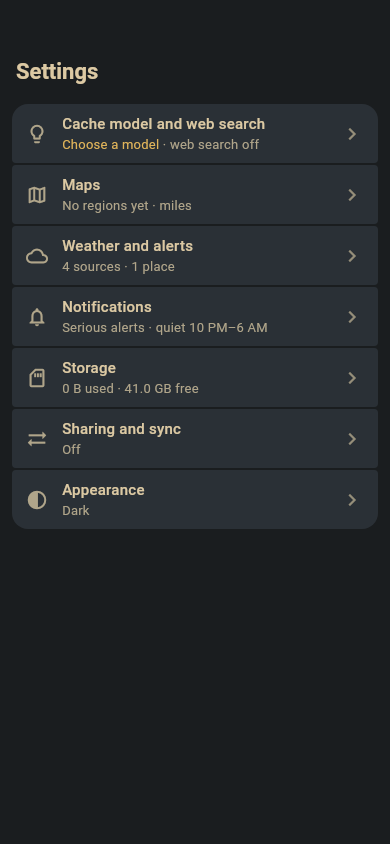 Settings
Cache model and web search
Choose a model · web search off
Maps
No regions yet · miles
Weather and alerts
4 sources · 1 place
Notifications
Serious alerts · quiet 10 PM–6 AM
Storage
0 B used · 41.0 GB free
Sharing and sync
Off
Appearance
Dark